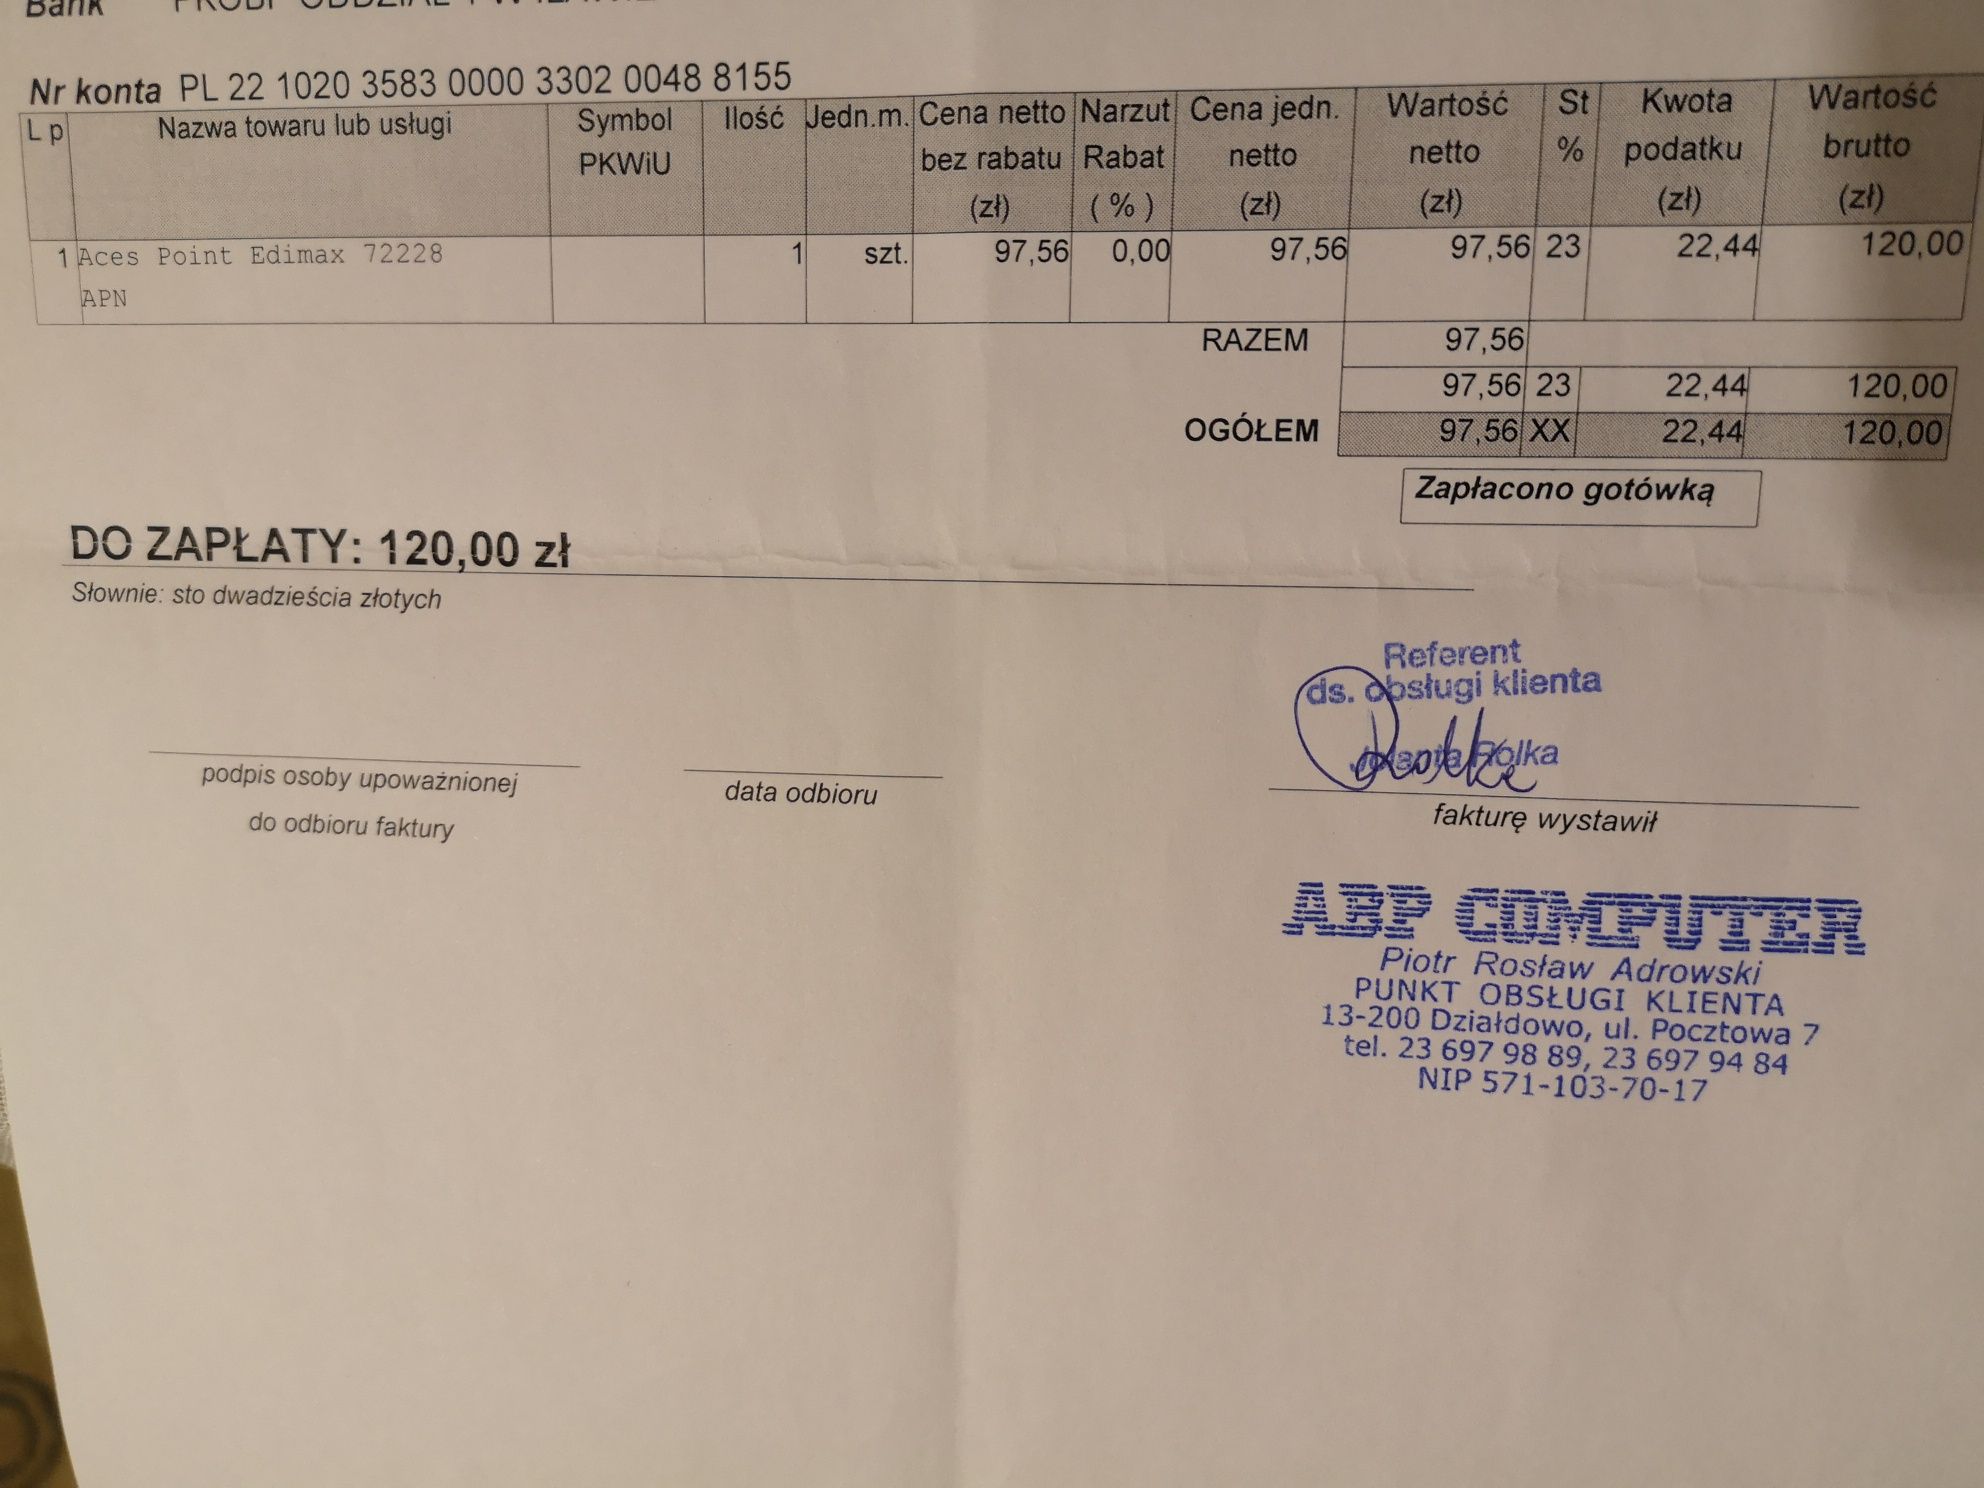 Bank
Nr konta PL 22 1020 3583 0000 3302 0048 8155
L p Nazwa towaru lub usługi Symbol PKWiU Ilość Jedn.m. Cena netto bez rabatu (zł) Narzut Rabat ( % ) Cena jedn. netto (zł) Wartość netto (zł) St % Kwota podatku (zł) Wartość brutto (zł)
1 Aces Point Edimax 72228 1 szt. 97,56 0,00 97,56 97,56 23 22,44 120,00
APN
RAZEM 97,56
97,56 23 22,44 120,00
OGÓŁEM 97,56 XX 22,44 120,00
Zapłacono gotówką
DO ZAPŁATY: 120,00 zł
Słownie: sto dwadzieścia złotych
Referent
ds. obsługi klienta
Jolanta Rolka
podpis osoby upoważnionej
do odbioru faktury
data odbioru
fakturę wystawił
ABP COMPUTER
Piotr Rosław Adrowski
PUNKT OBSŁUGI KLIENTA
13-200 Działdowo, ul. Pocztowa 7
tel. 23 697 98 89, 23 697 94 84
NIP 571-103-70-17